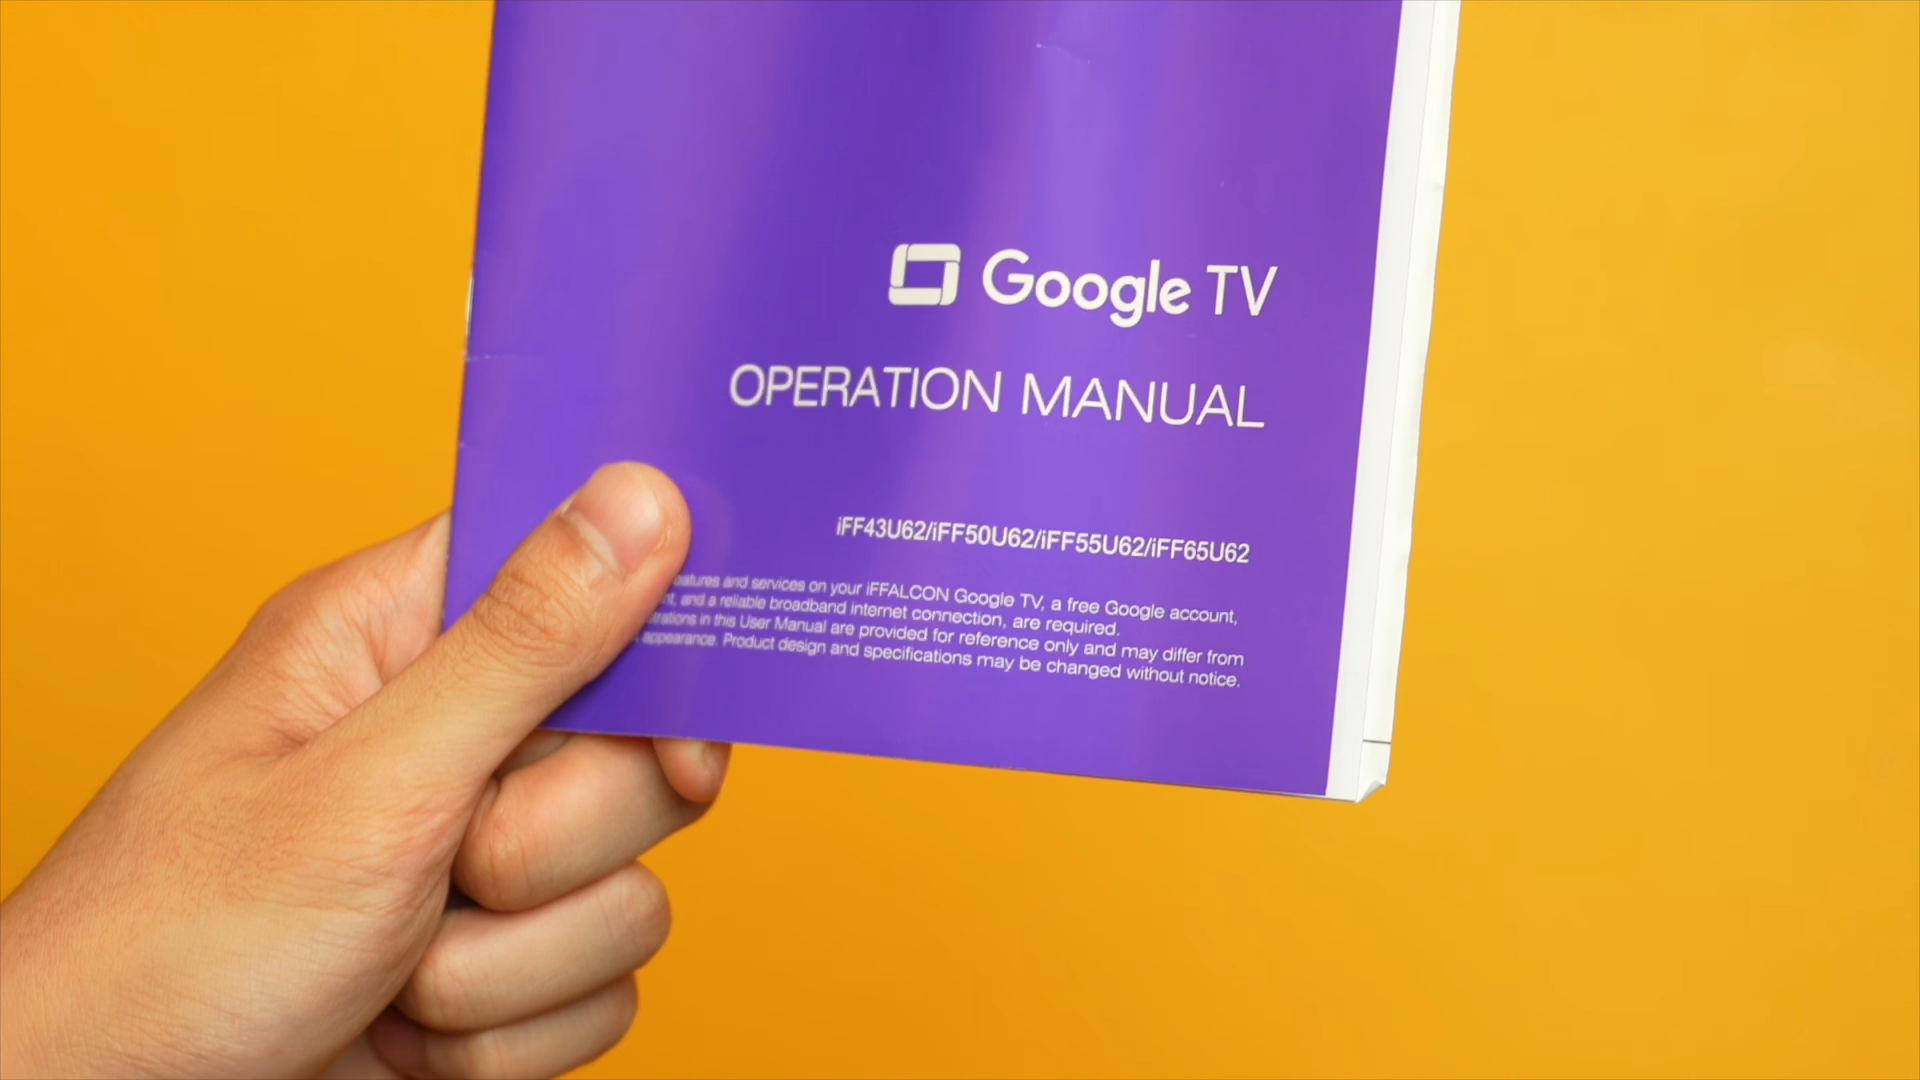 Google TV
OPERATION MANUAL
iFF43U62/iFF50U62/iFF55U62/iFF65U62
and services on your iFFALCON Google TV, a free Google account,
and a reliable broadband internet connection, are required.
in this User Manual are provided for reference only and may differ from
appearance. Product design and specifications may be changed without notice.